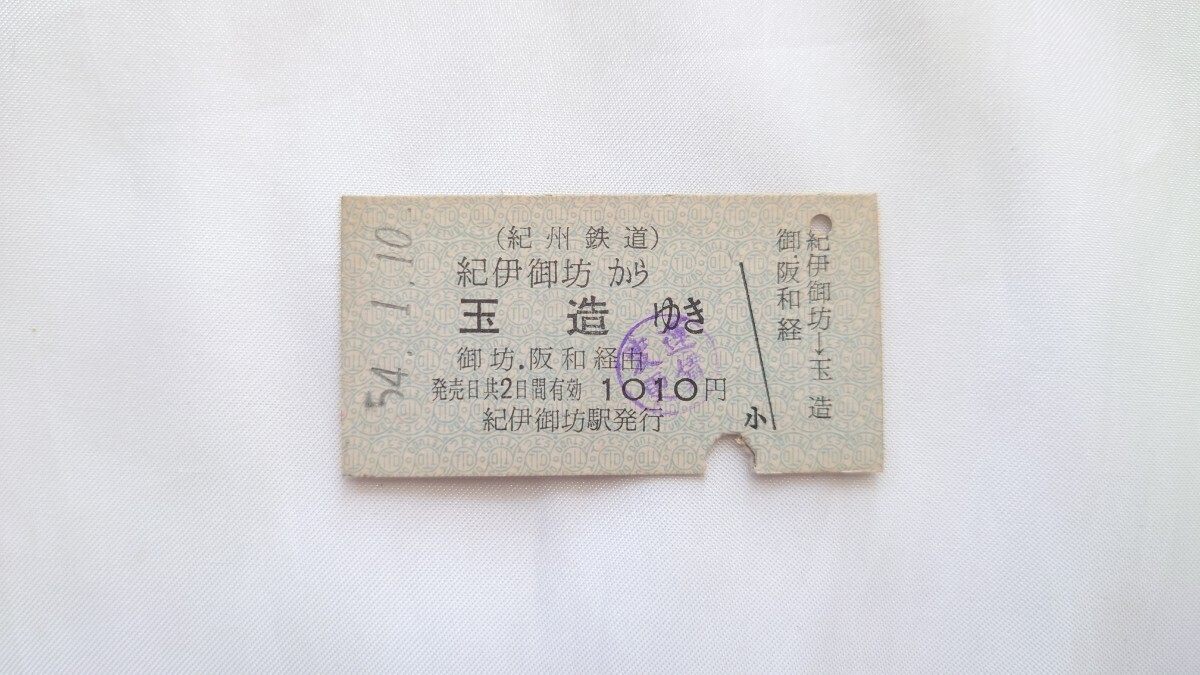 54.-1.10
(紀州鉄道)
紀伊御坊から
玉造ゆき
御坊.阪和経由
発売日共2日間有効 1010円
紀伊御坊駅発行
小
紀伊御坊→玉造
御.阪和経